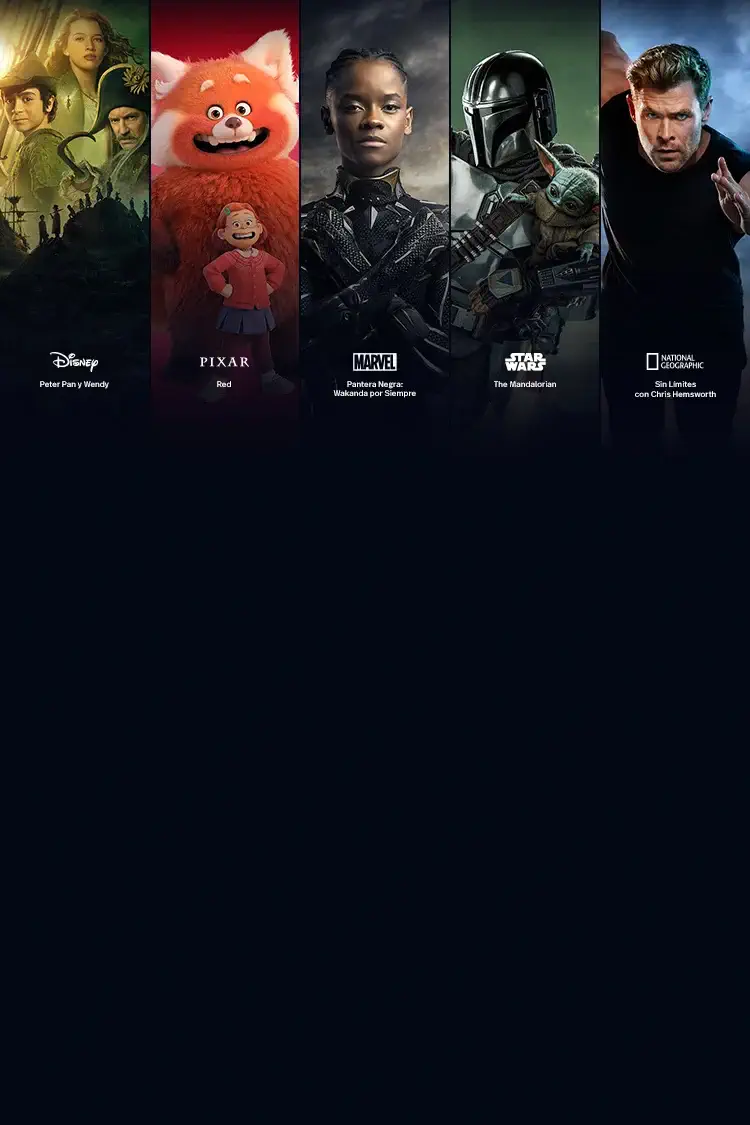 Disney
Peter Pan y Wendy
PIXAR
Red
MARVEL
Pantera Negra:
Wakanda por Siempre
STAR
WARS
The Mandalorian
NATIONAL
GEOGRAPHIC
Sin Límites
con Chris Hemsworth